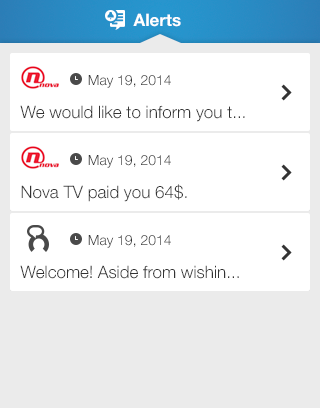 Alerts
nova May 19, 2014
We would like to inform you t...
nova May 19, 2014
Nova TV paid you 64$.
May 19, 2014
Welcome! Aside from wishin...